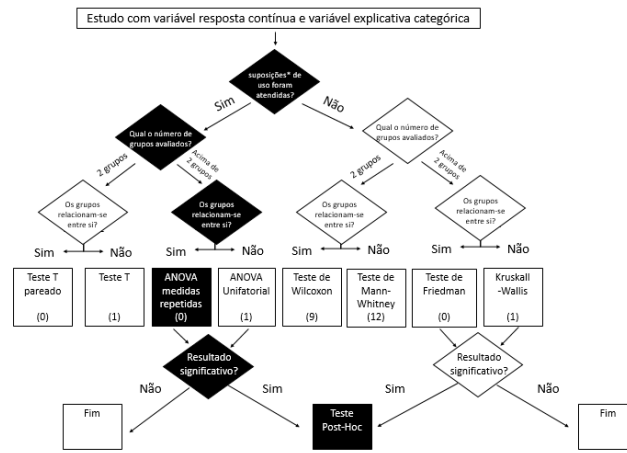 Estudo com variável resposta contínua e variável explicativa categórica
suposições* de
uso foram
atendidas?
Sim
Não
Qual o número de
grupos avaliados?
Qual o número de
grupos avaliados?
2 grupos
Acima de
2 grupos
2 grupos
Acima de
2 grupos
Os grupos
relacionam-se
entre si?
Os grupos
relacionam-se
entre si?
Os grupos
relacionam-se
entre si?
Os grupos
relacionam-se
entre si?
Sim
Não
Sim
Não
Sim
Não
Sim
Não
Teste T
pareado
(0)
Teste T
(1)
ANOVA
medidas
repetidas
(0)
ANOVA
Unifatorial
(1)
Teste de
Wilcoxon
(9)
Teste de
Mann-
Whitney
(12)
Teste de
Friedman
(0)
Kruskall
-Wallis
(1)
Resultado
significativo?
Resultado
significativo?
Não
Sim
Sim
Não
Fim
Teste
Post-Hoc
Fim